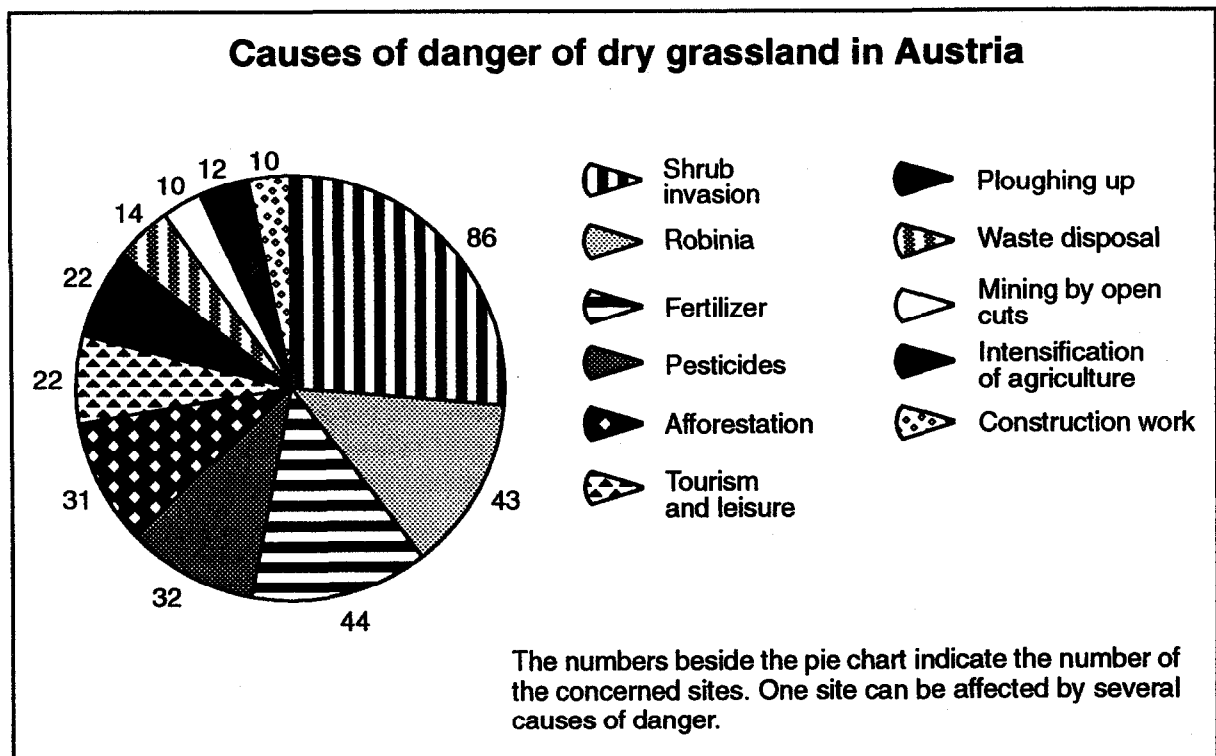 Causes of danger of dry grassland in Austria
10
12
10
14
22
22
31
32
44
43
86
Shrub
invasion
Robinia
Fertilizer
Pesticides
Afforestation
Tourism
and leisure
Ploughing up
Waste disposal
Mining by open
cuts
Intensification
of agriculture
Construction work
The numbers beside the pie chart indicate the number of
the concerned sites. One site can be affected by several
causes of danger.